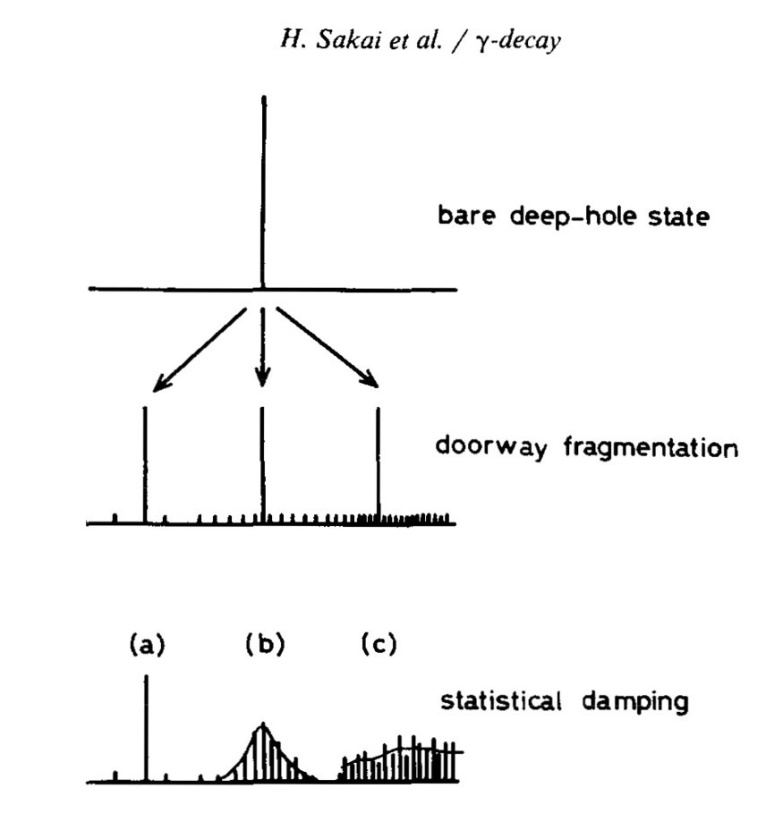 H. Sakai et al. / γ-decay
bare deep-hole state
doorway fragmentation
(a) (b) (c)
statistical damping